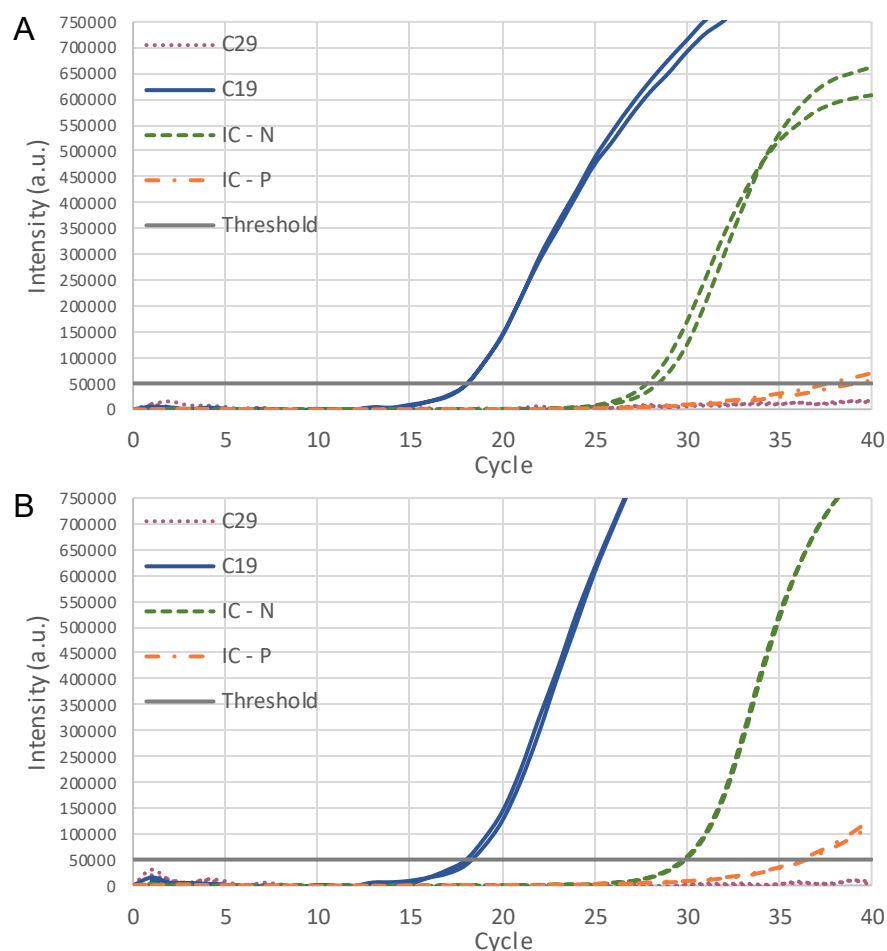 A
750000
700000
650000
600000
550000
500000
450000
400000
350000
300000
250000
200000
150000
100000
50000
0
Intensity (a.u.)
C29
C19
IC - N
IC - P
Threshold
0 5 10 15 20 25 30 35 40
Cycle
B
750000
700000
650000
600000
550000
500000
450000
400000
350000
300000
250000
200000
150000
100000
50000
0
Intensity (a.u.)
C29
C19
IC - N
IC - P
Threshold
0 5 10 15 20 25 30 35 40
Cycle